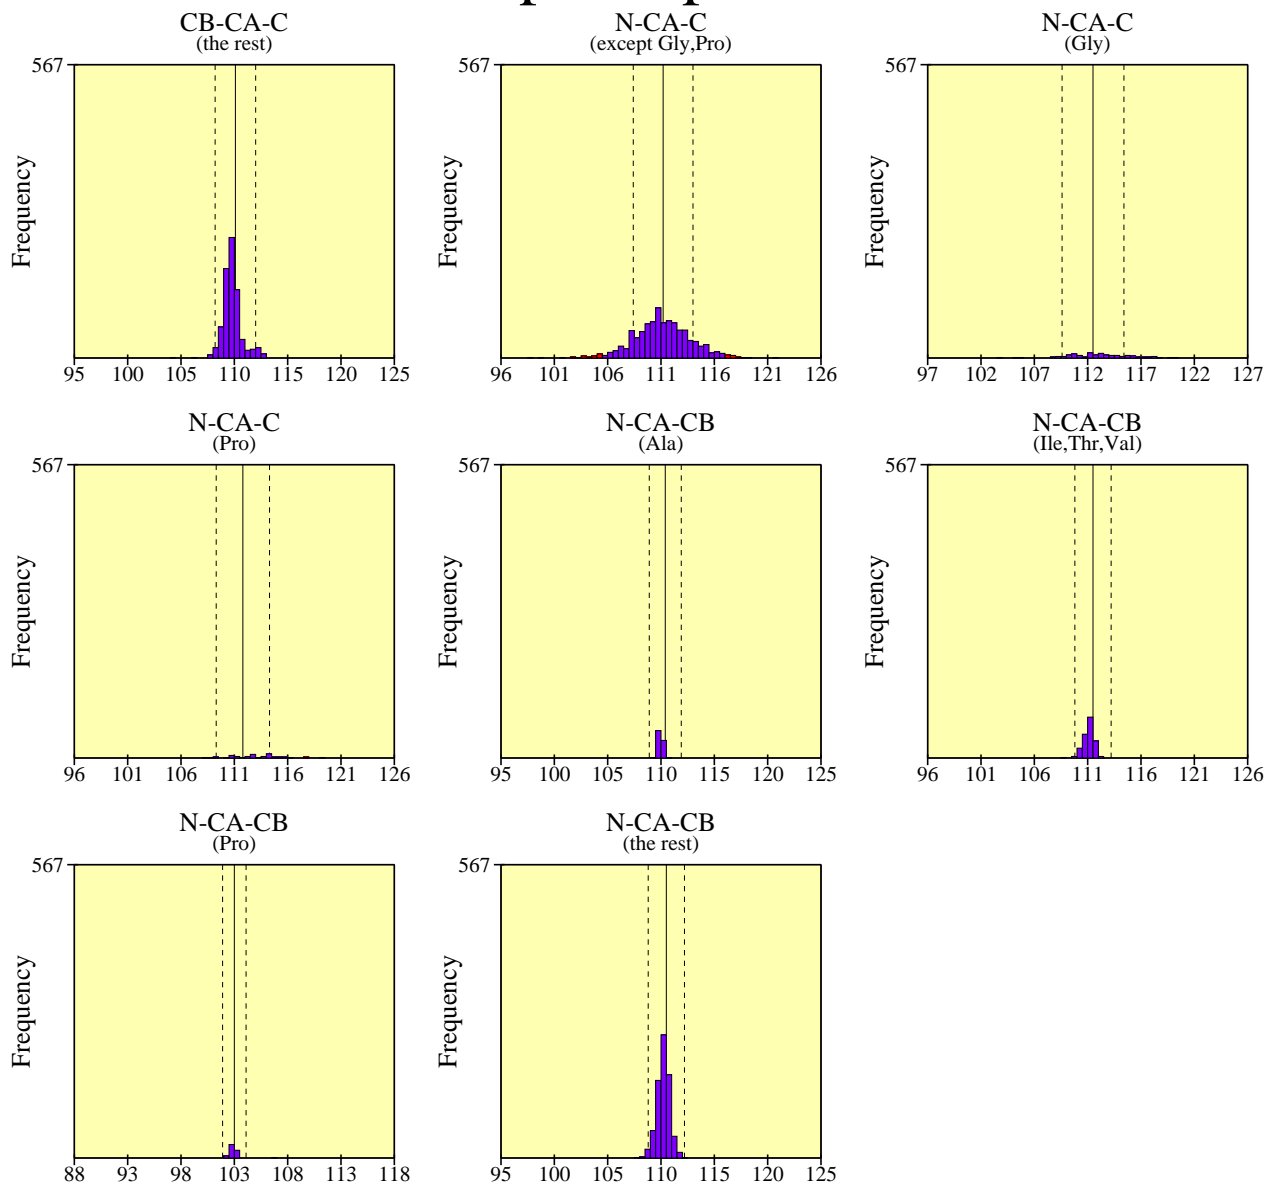 CB-CA-C
(the rest)
567
Frequency
95 100 105 110 115 120 125
N-CA-C
(except Gly,Pro)
567
Frequency
96 101 106 111 116 121 126
N-CA-C
(Gly)
567
Frequency
97 102 107 112 117 122 127
N-CA-C
(Pro)
567
Frequency
96 101 106 111 116 121 126
N-CA-CB
(Ala)
567
Frequency
95 100 105 110 115 120 125
N-CA-CB
(Ile,Thr,Val)
567
Frequency
96 101 106 111 116 121 126
N-CA-CB
(Pro)
567
Frequency
88 93 98 103 108 113 118
N-CA-CB
(the rest)
567
Frequency
95 100 105 110 115 120 125